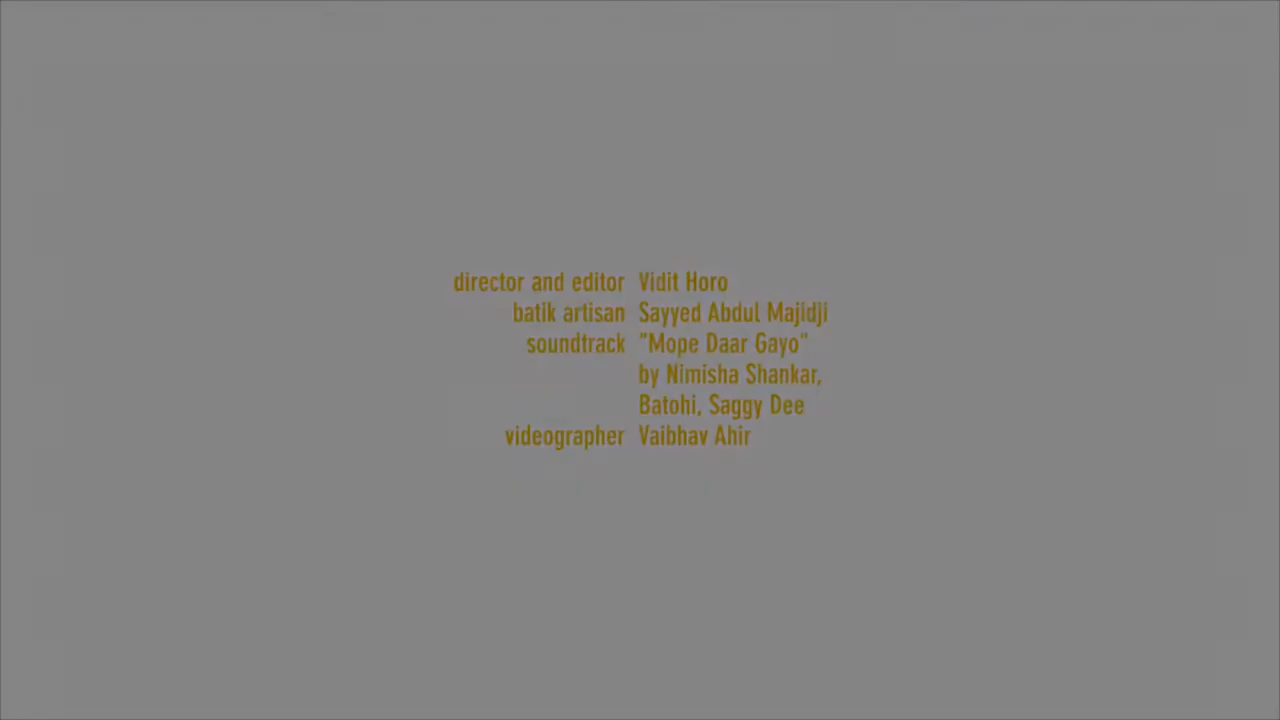 director and editor Vidit Horo
batik artisan Sayyed Abdul Majidji
soundtrack "Mope Daar Gayo"
by Nimisha Shankar,
Batohi, Saggy Dee
videographer Vaibhav Ahir